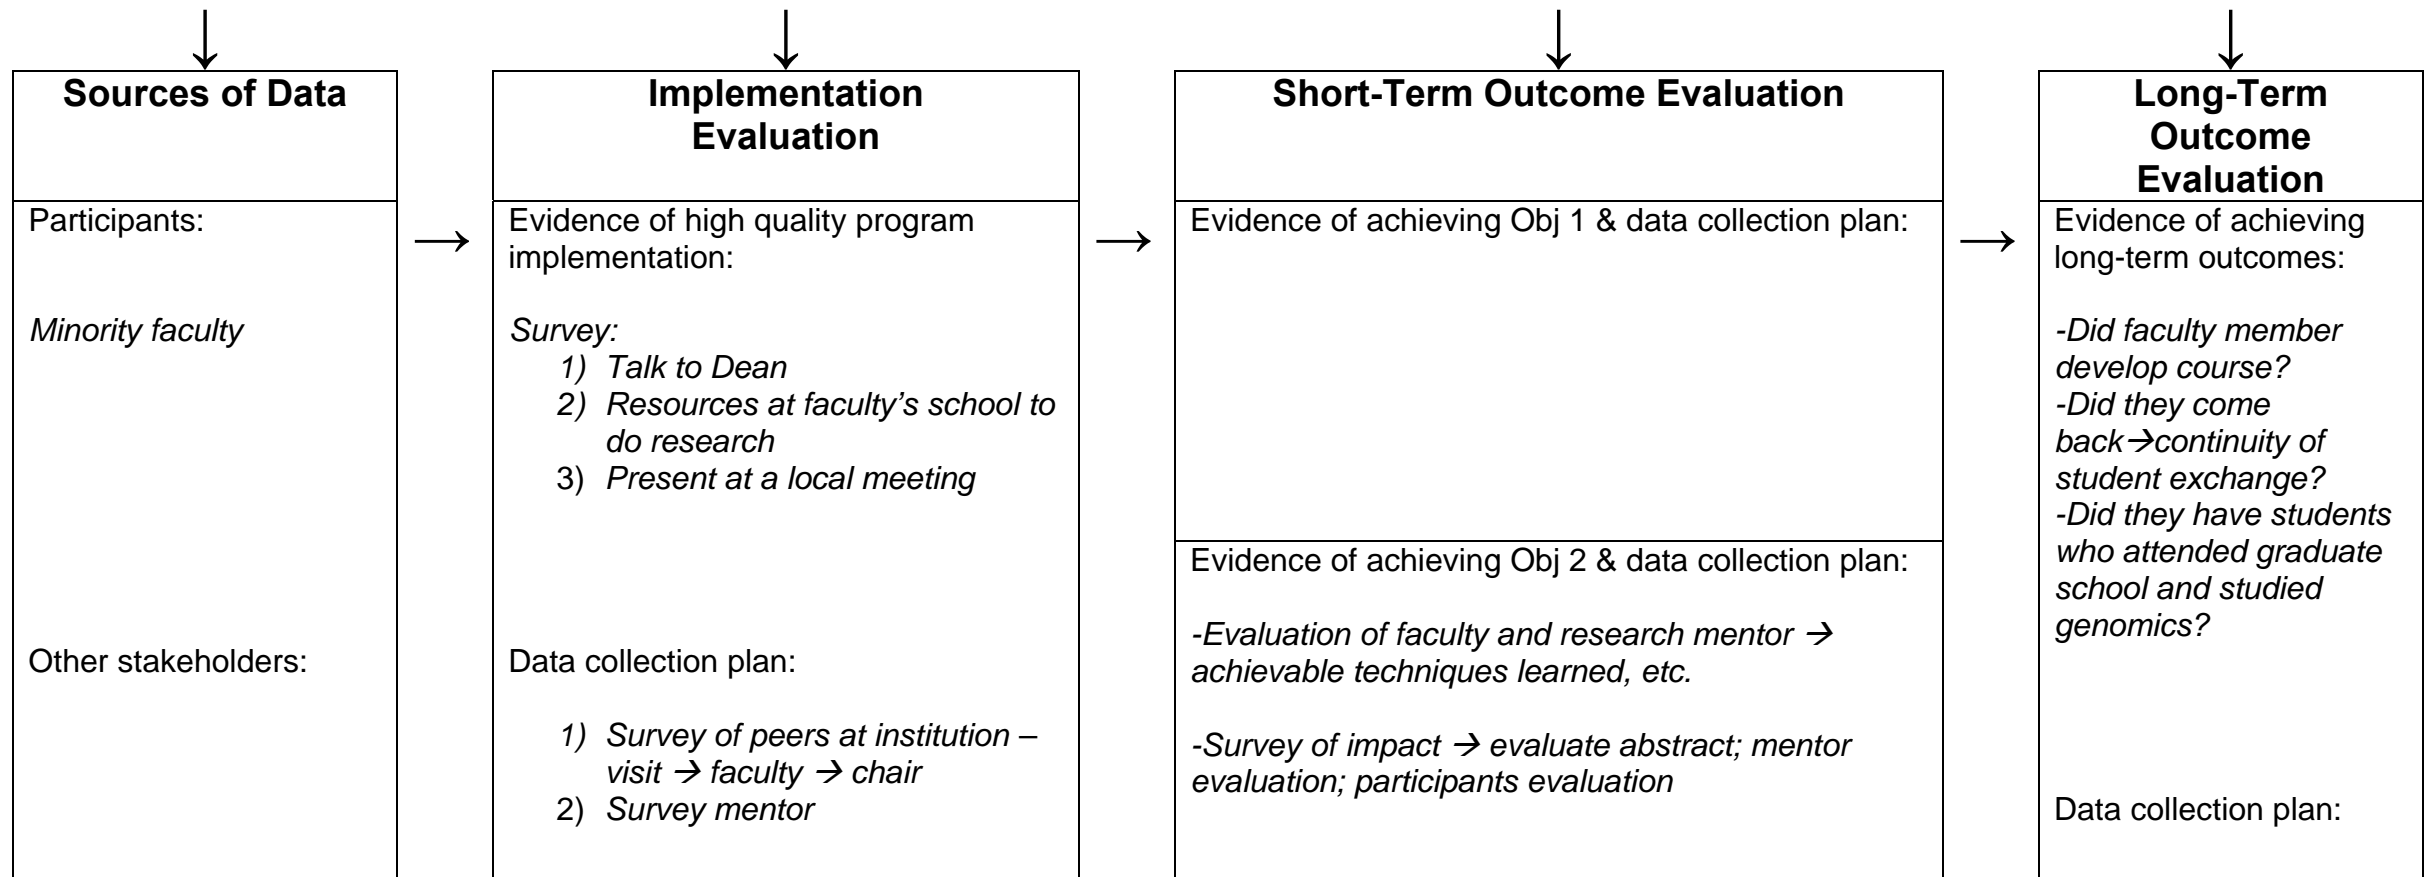 ↓ ↓ ↓ ↓
Sources of Data
Participants:
Minority faculty
Other stakeholders:
→
Implementation
Evaluation
Evidence of high quality program
implementation:
Survey:
1) Talk to Dean
2) Resources at faculty’s school to
do research
3) Present at a local meeting
Data collection plan:
1) Survey of peers at institution –
visit → faculty → chair
2) Survey mentor
→
Short-Term Outcome Evaluation
Evidence of achieving Obj 1 & data collection plan:
Evidence of achieving Obj 2 & data collection plan:
-Evaluation of faculty and research mentor →
achievable techniques learned, etc.
-Survey of impact → evaluate abstract; mentor
evaluation; participants evaluation
→
Long-Term
Outcome
Evaluation
Evidence of achieving
long-term outcomes:
-Did faculty member
develop course?
-Did they come
back→continuity of
student exchange?
-Did they have students
who attended graduate
school and studied
genomics?
Data collection plan: